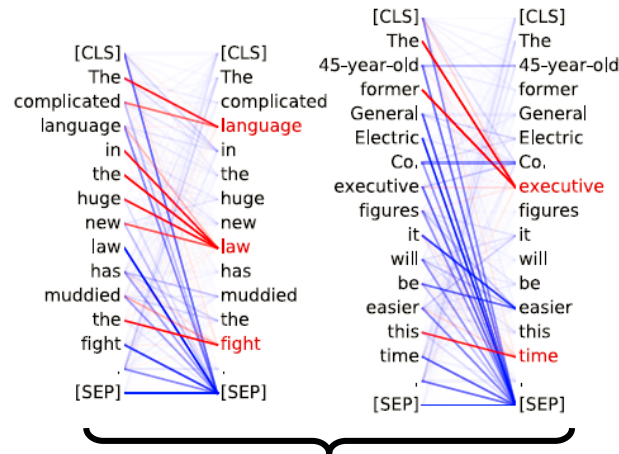 [CLS] [CLS]
The The
complicated complicated
language language
in in
the the
huge huge
new new
law law
has has
muddied muddied
the the
fight fight
. .
[SEP] [SEP]
[CLS] [CLS]
The The
45-year-old 45-year-old
former former
General General
Electric Electric
Co. Co.
executive executive
figures figures
it it
will will
be be
easier easier
this this
time time
. .
[SEP] [SEP]